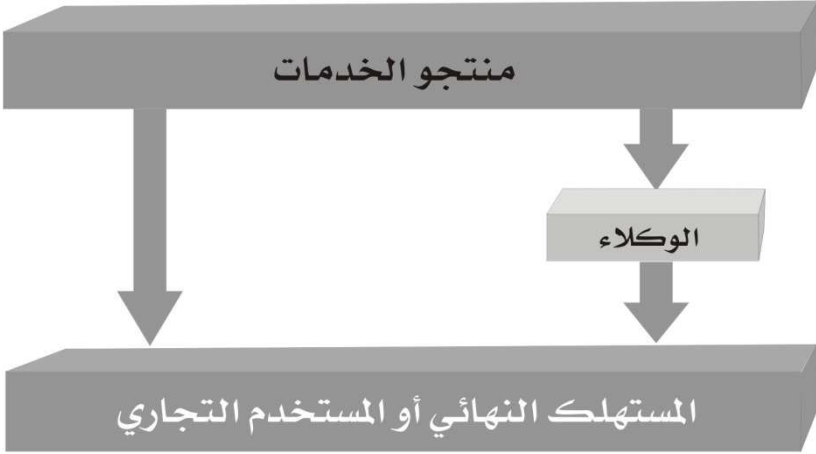 منتجو الخدمات
الوكلاء
المستهلك النهائي أو المستخدم التجاري